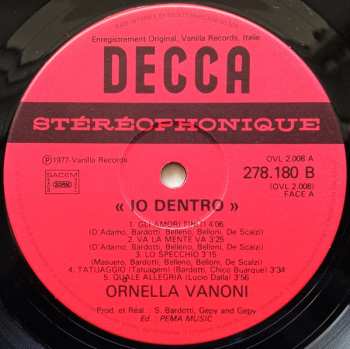 Enregistrement Original, Vanilla Records, Italie
DECCA
STÉRÉOPHONIQUE
Ⓟ 1977-Vanilla Records
OVL 2.008 A
SACEM
278.180 B
(OVL 2.008)
FACE A
« IO DENTRO »
1. GLI AMORI FINITI 4'06
(D'Adamo, Bardotti, Belleno, Belloni, De Scalzi)
2. VA LA MENTE VA 3'25
(D'Adamo, Bardotti, Belleno, Belloni, De Scalzi)
3. LO SPECCHIO 3'15
(Masuero, Bardotti, Belleno, Belloni, De Scalzi)
4. TATUAGGIO (Tatuagem) (Bardotti, Chico Buarque) 3'34
5. QUALE ALLEGRIA (Lucio Dalla) 3'56
ORNELLA VANONI
Prod. et Réal. : S. Bardotti, Gepy and Gepy
Ed. : PEMA MUSIC